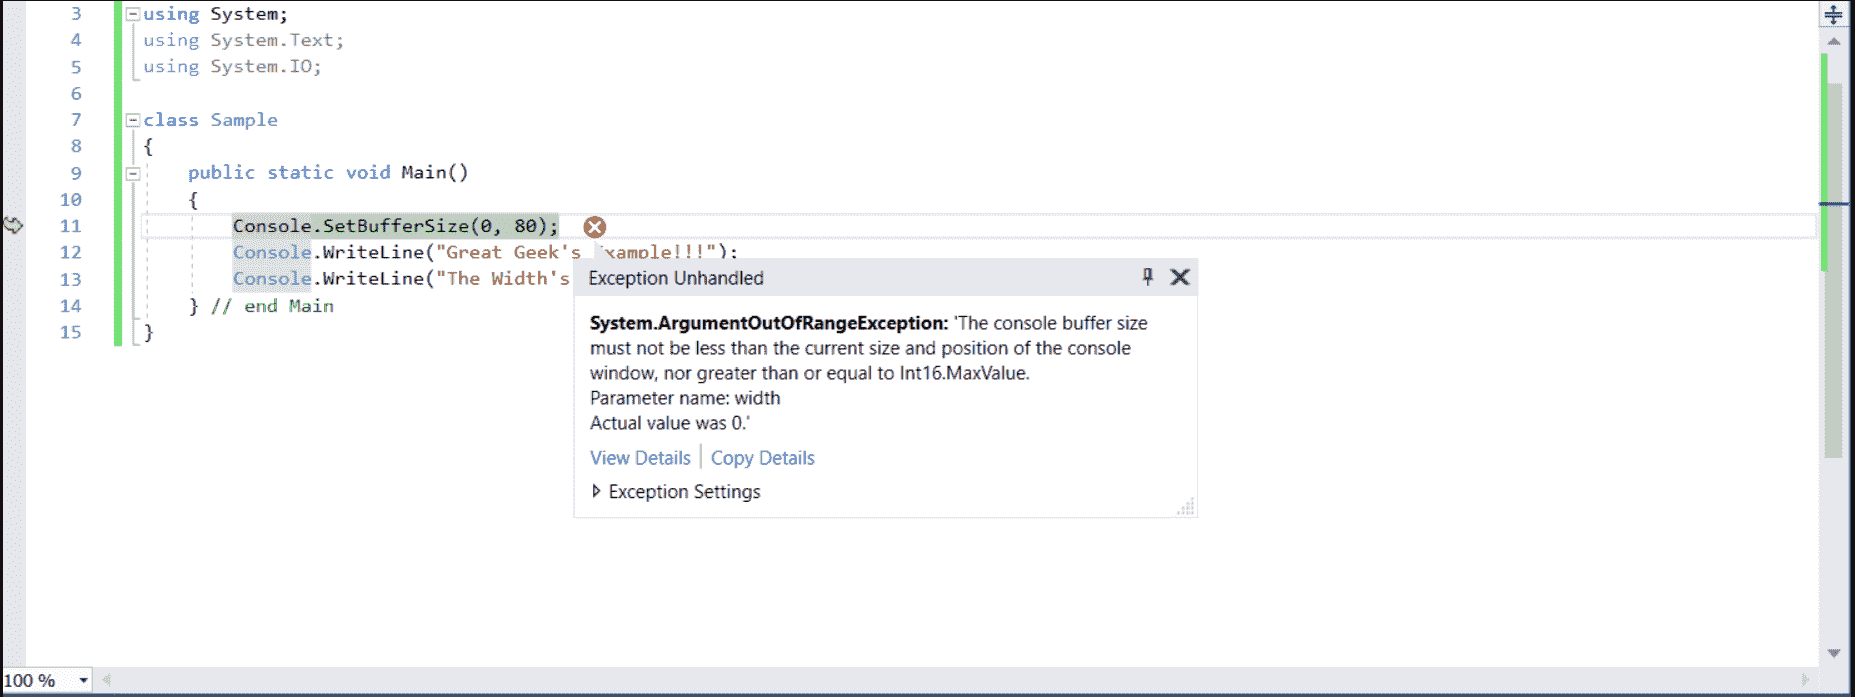 3 using System;
4 using System.Text;
5 using System.IO;
6
7 class Sample
8 {
9 public static void Main()
10 {
11 Console.SetBufferSize(0, 80);
12 Console.WriteLine("Great Geek's xample!!!");
13 Console.WriteLine("The Width's
14 } // end Main
15 }
Exception Unhandled
System.ArgumentOutOfRangeException: 'The console buffer size
must not be less than the current size and position of the console
window, nor greater than or equal to Int16.MaxValue.
Parameter name: width
Actual value was 0.'
View Details | Copy Details
Exception Settings
100 %